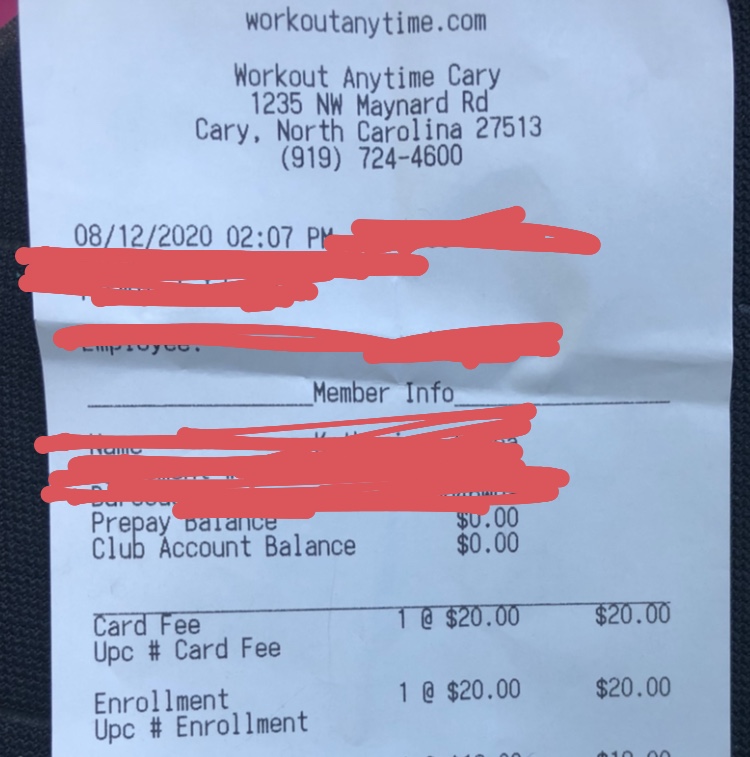 workoutanytime.com
Workout Anytime Cary
1235 NW Maynard Rd
Cary, North Carolina 27513
(919) 724-4600
08/12/2020 02:07 PM
Employee:
Member Info
Name
Prepay Balance $0.00
Club Account Balance $0.00
Card Fee 1 @ $20.00 $20.00
Upc # Card Fee
Enrollment 1 @ $20.00 $20.00
Upc # Enrollment